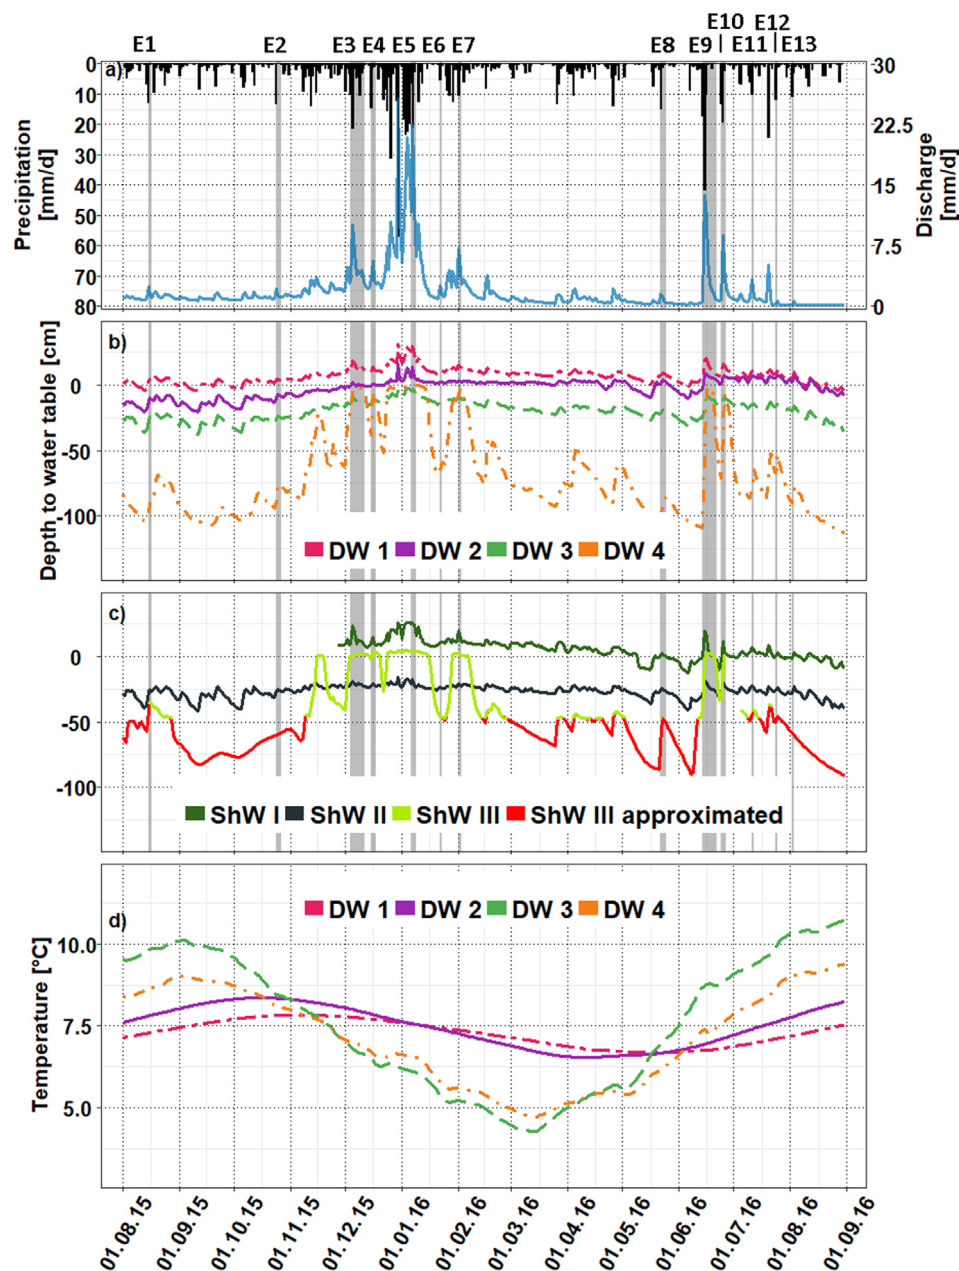 E10 E12
E1 E2 E3 E4 E5 E6 E7 E8 E9 E11 E13
a)
0
10
20
30
40
50
60
70
80
Precipitation
[mm/d]
30
22.5
15
7.5
0
Discharge
[mm/d]
b)
0
-50
-100
Depth to water table [cm]
DW 1 DW 2 DW 3 DW 4
c)
0
-50
-100
ShW I ShW II ShW III ShW III approximated
d)
DW 1 DW 2 DW 3 DW 4
10.0
7.5
5.0
Temperature [°C]
01.08.15
01.09.15
01.10.15
01.11.15
01.12.15
01.01.16
01.02.16
01.03.16
01.04.16
01.05.16
01.06.16
01.07.16
01.08.16
01.09.16